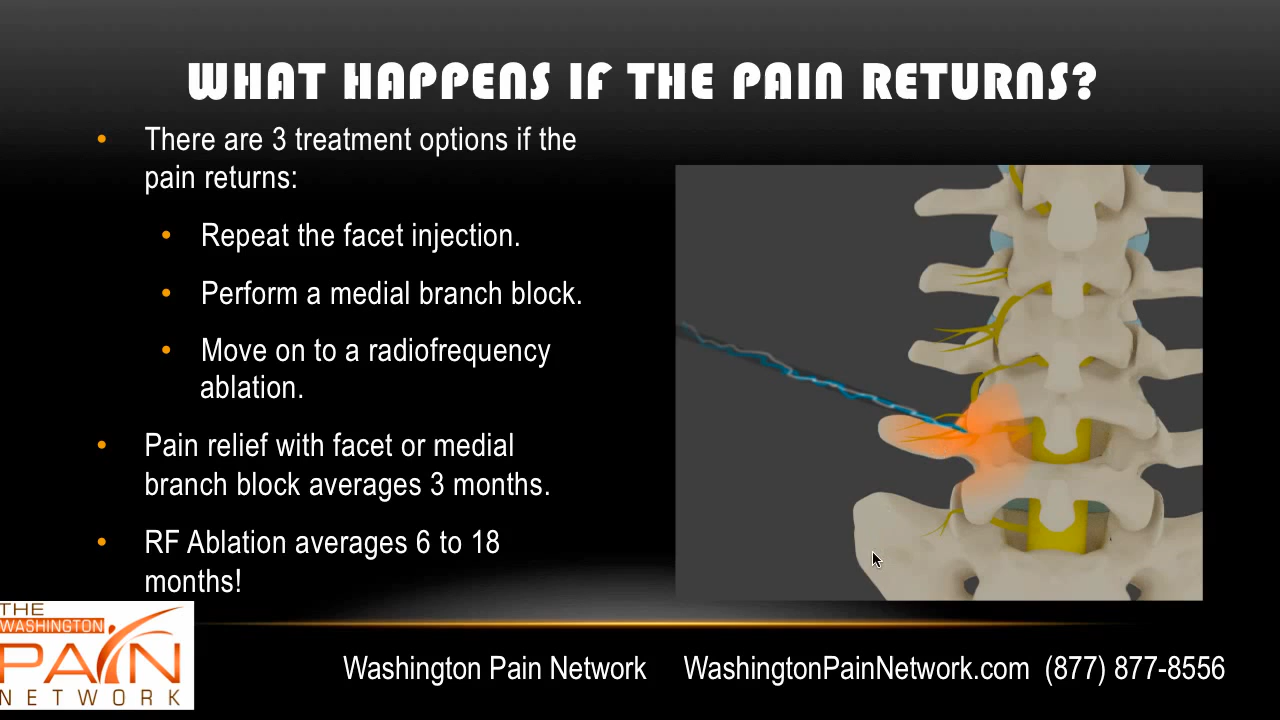 WHAT HAPPENS IF THE PAIN RETURNS?
• There are 3 treatment options if the
pain returns:
• Repeat the facet injection.
• Perform a medial branch block.
• Move on to a radiofrequency
ablation.
• Pain relief with facet or medial
branch block averages 3 months.
• RF Ablation averages 6 to 18
months!
THE
WASHINGTON
PAIN
NETWORK
Washington Pain Network WashingtonPainNetwork.com (877) 877-8556